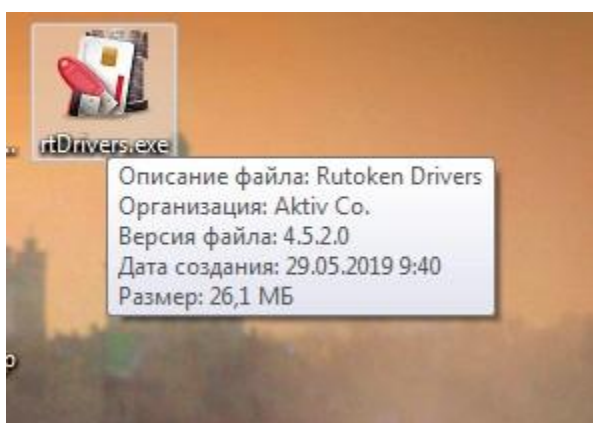 rtDrivers.exe
Описание файла: Rutoken Drivers
Организация: Aktiv Co.
Версия файла: 4.5.2.0
Дата создания: 29.05.2019 9:40
Размер: 26,1 МБ
р